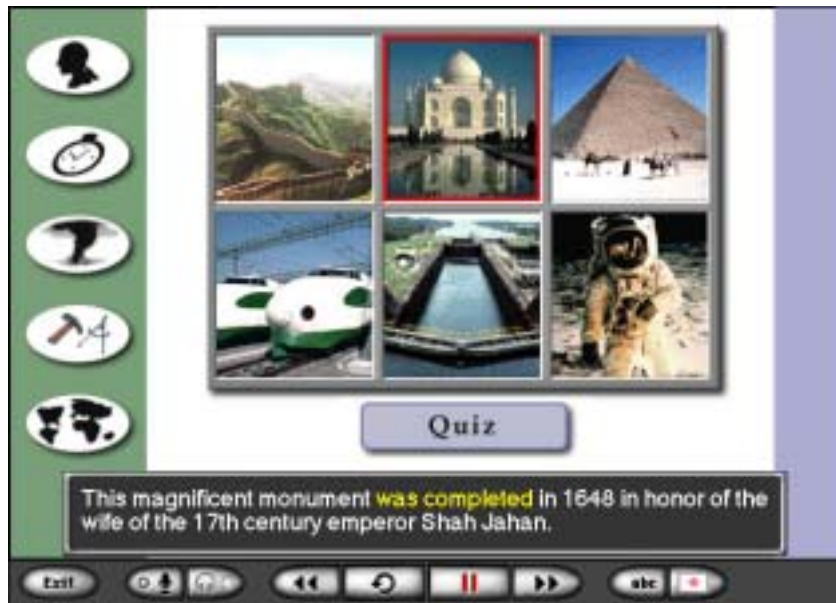 Quiz
This magnificent monument was completed in 1648 in honor of the
wife of the 17th century emperor Shah Jahan.
Exit
abc